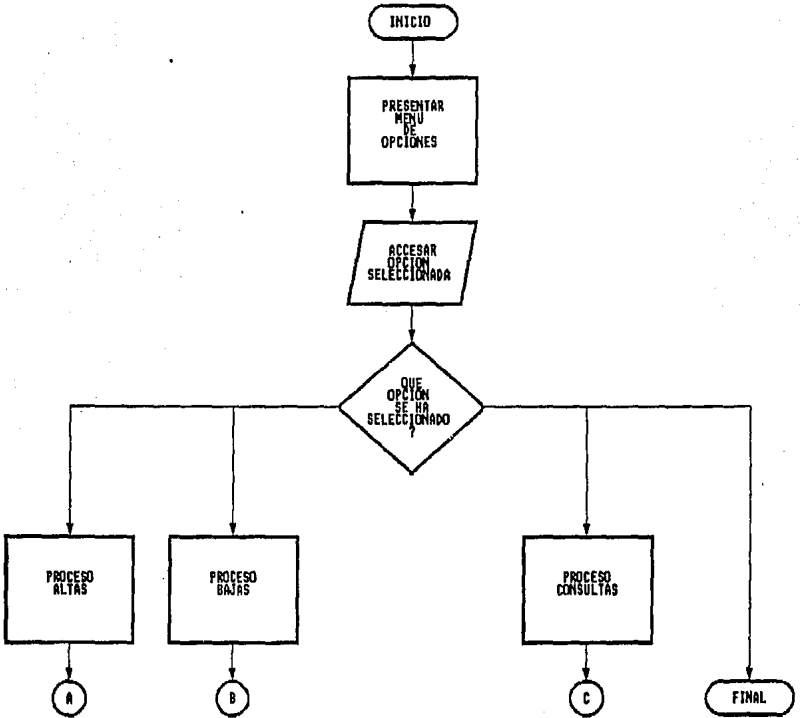 INICIO
PRESENTAR
MENU
DE
OPCIONES
ACCESAR
OPCION
SELECCIONADA
QUE
OPCION
SE HA
SELECCIONADO
?
PROCESO
ALTAS
PROCESO
BAJAS
PROCESO
CONSULTAS
A
B
C
FINAL